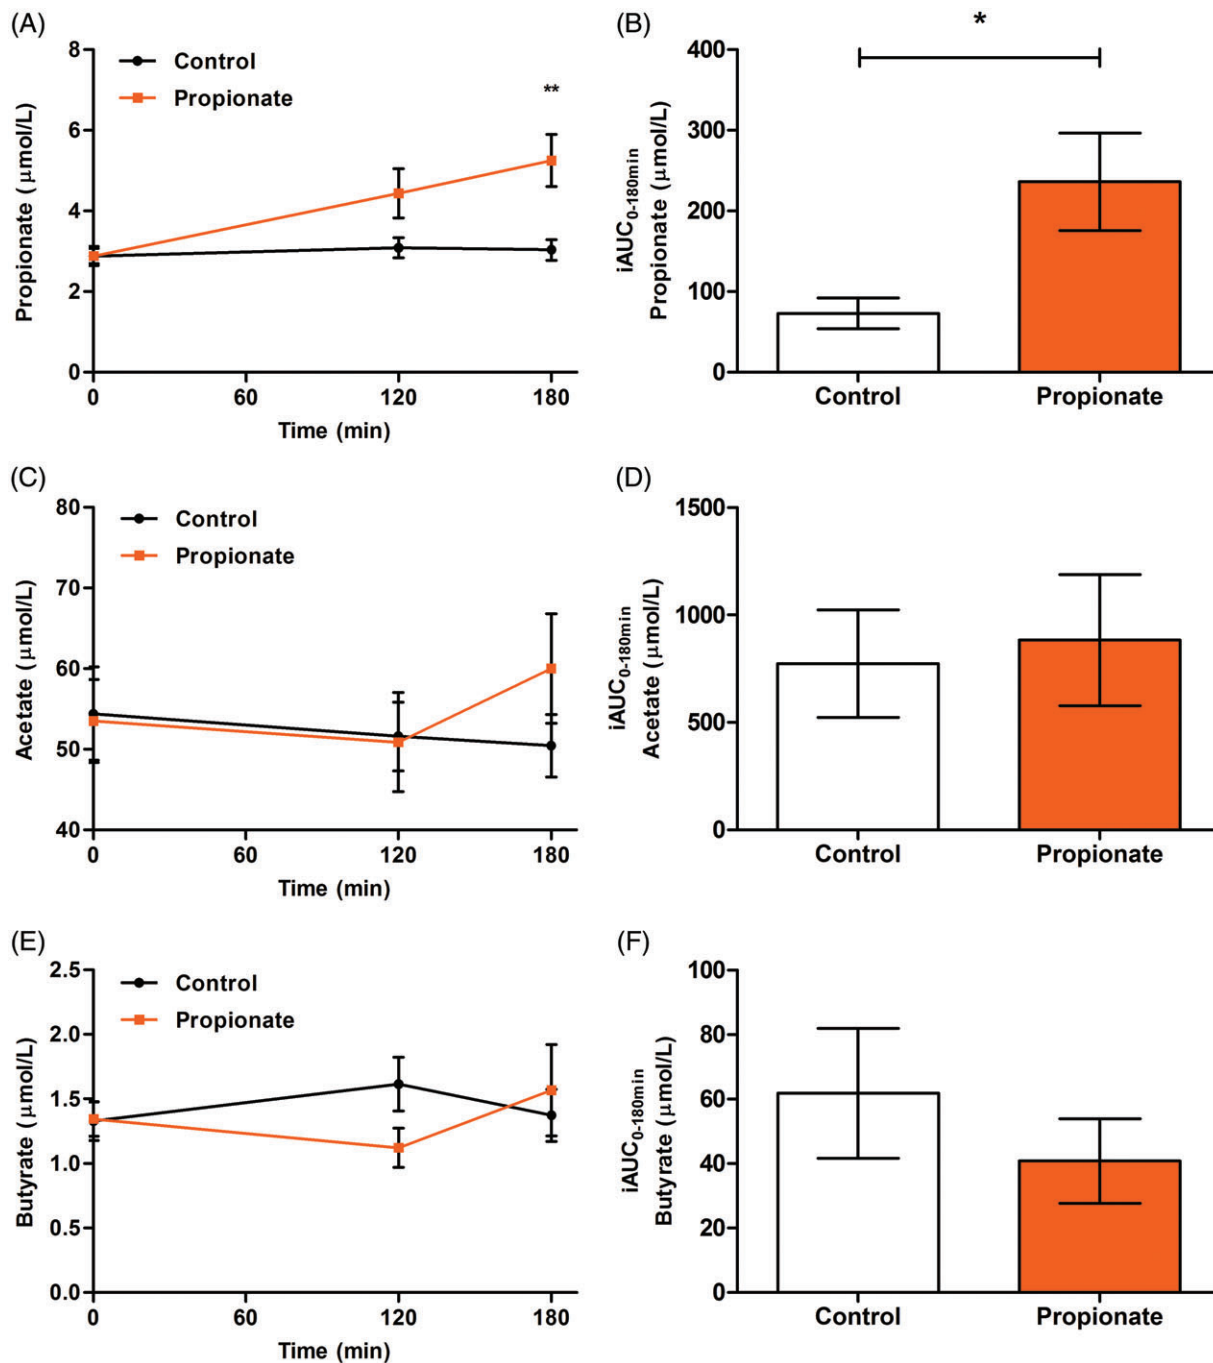 (A)
Propionate (μmol/L)
8
6
4
2
0
Control
Propionate
**
0 60 120 180
Time (min)
(B)
iAUC0-180min
Propionate (μmol/L)
400
300
200
100
0
*
Control Propionate
(C)
Acetate (μmol/L)
80
70
60
50
40
Control
Propionate
0 60 120 180
Time (min)
(D)
iAUC0-180min
Acetate (μmol/L)
1500
1000
500
0
Control Propionate
(E)
Butyrate (μmol/L)
2.5
2.0
1.5
1.0
0.5
0.0
Control
Propionate
0 60 120 180
Time (min)
(F)
iAUC0-180min
Butyrate (μmol/L)
100
80
60
40
20
0
Control Propionate